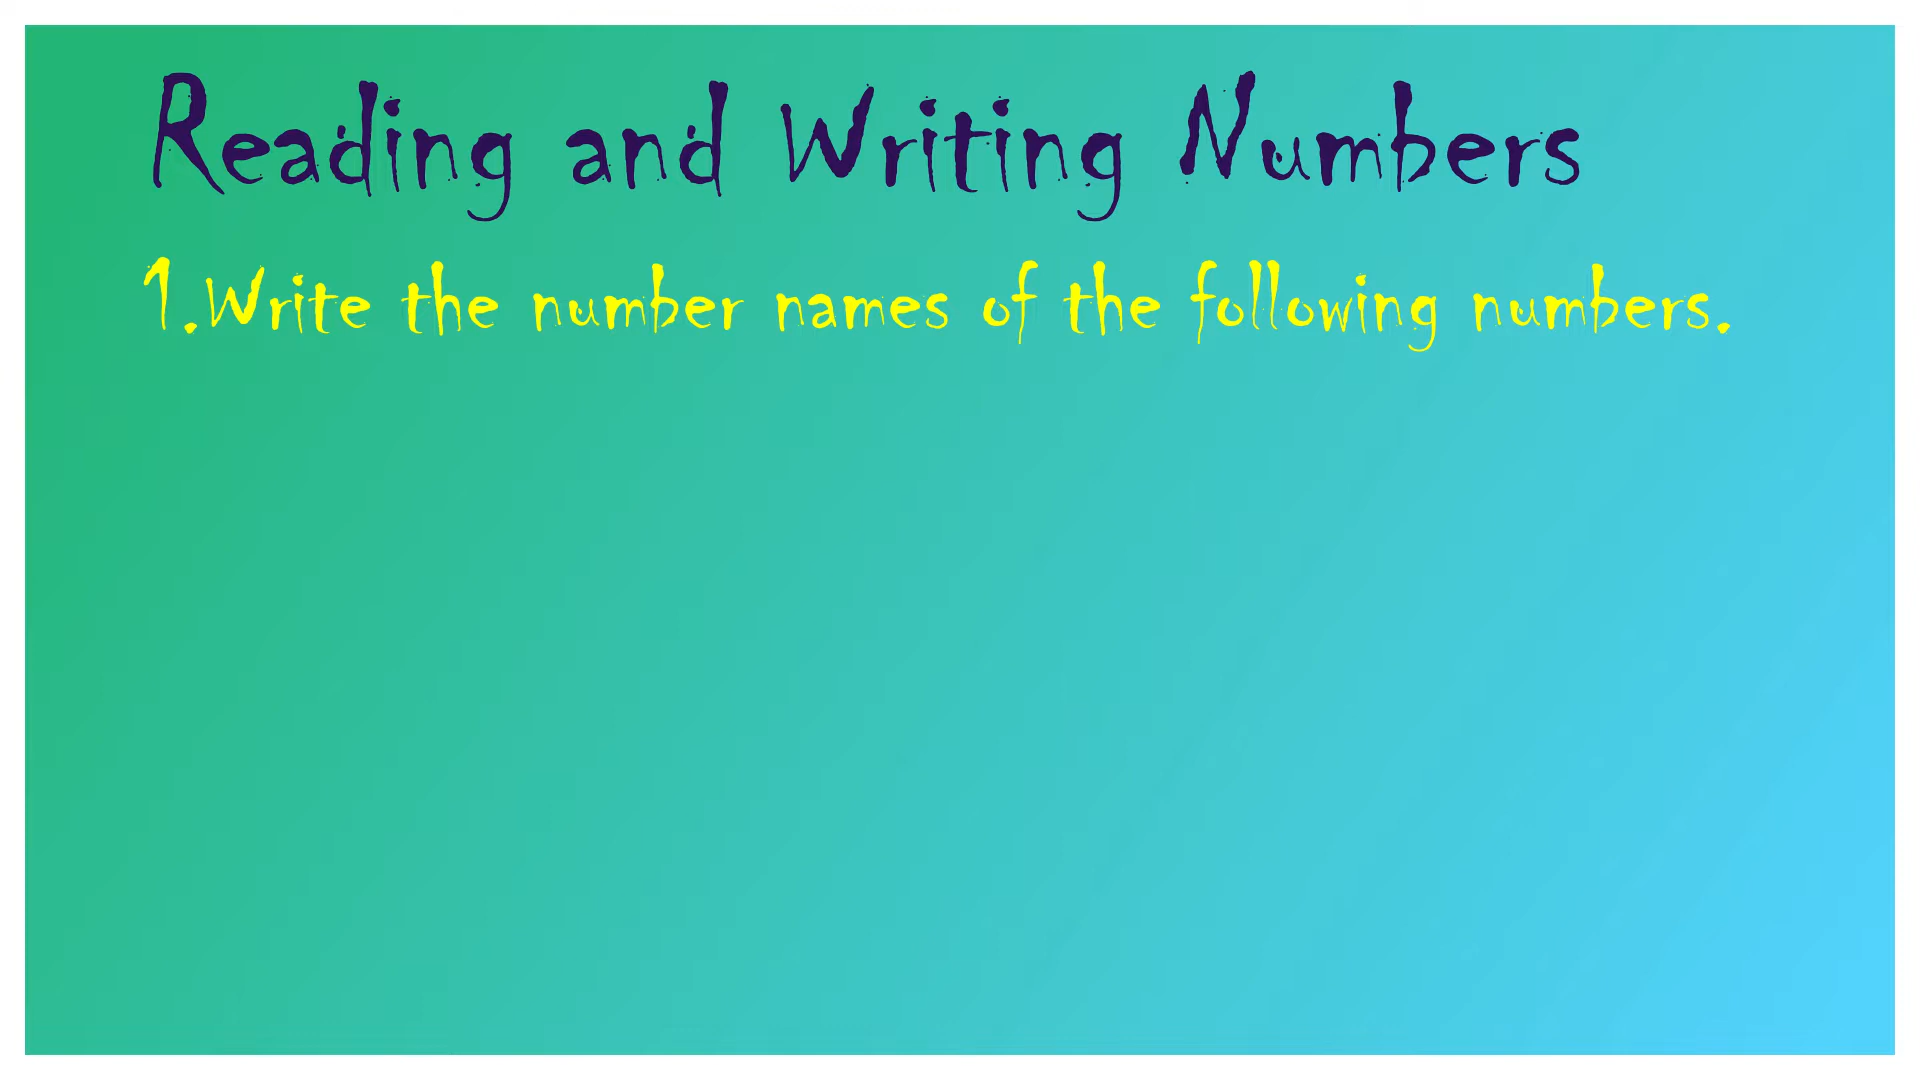 Reading and Writing Numbers
1.Write the number names of the following numbers.